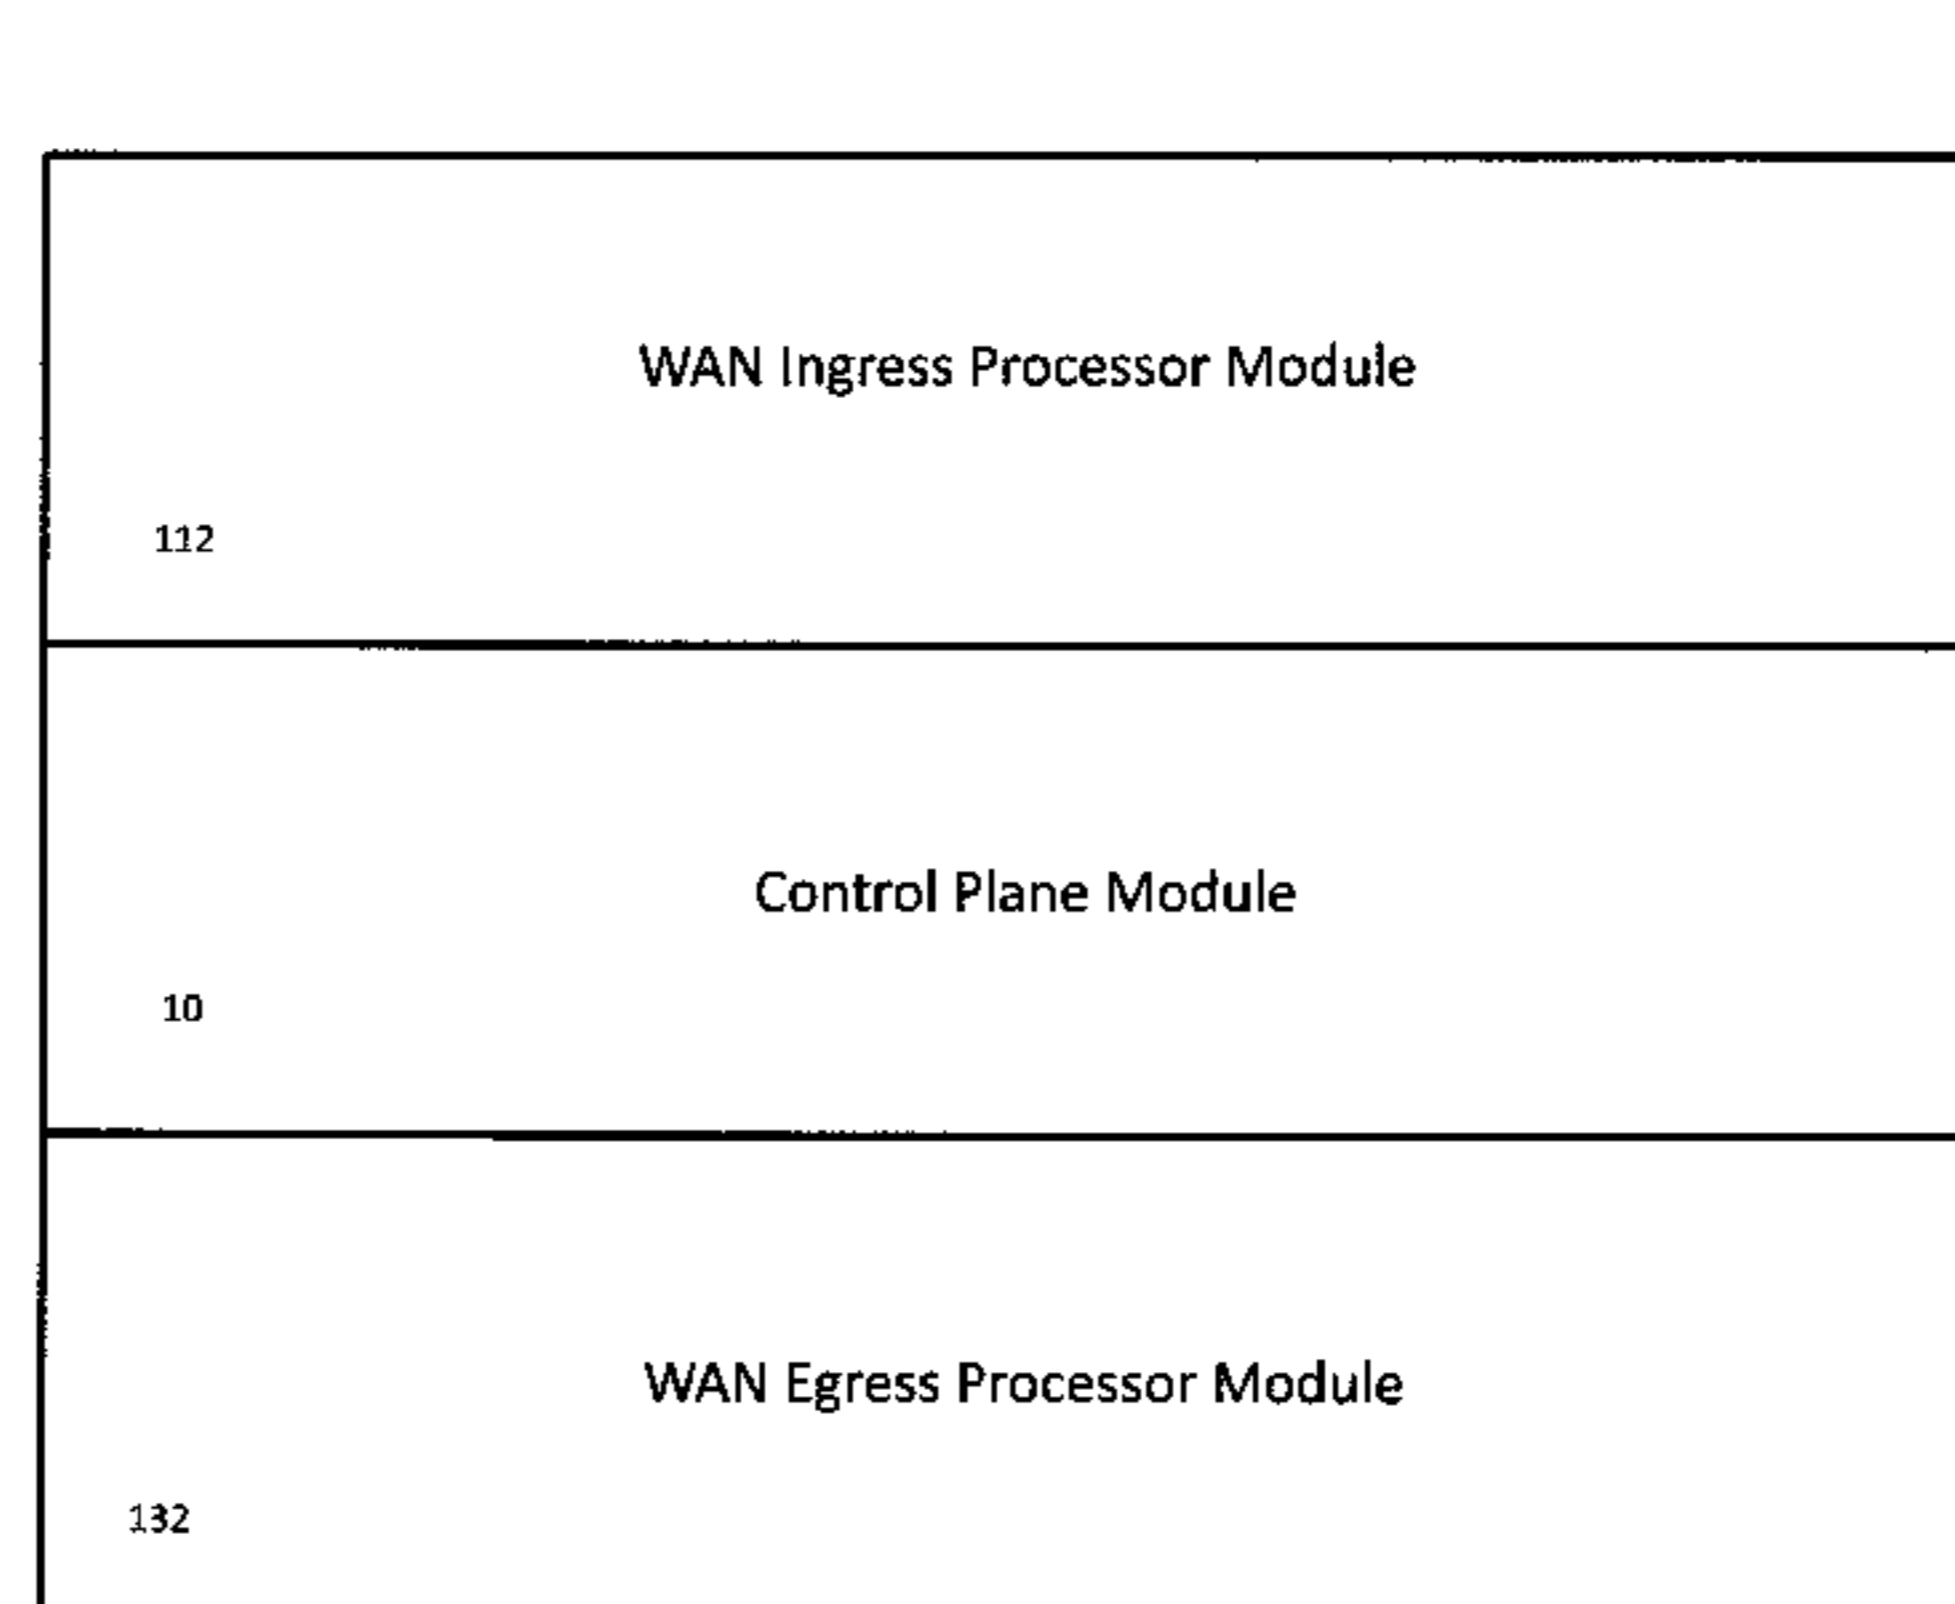 WAN Ingress Processor Module
112
Control Plane Module
10
WAN Egress Processor Module
132